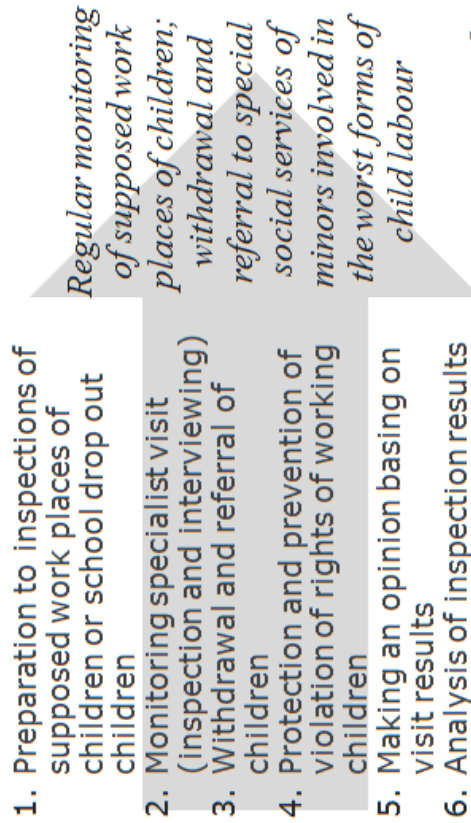 1. Preparation to inspections of
supposed work places of
children or school drop out
children
2. Monitoring specialist visit
(inspection and interviewing)
3. Withdrawal and referral of
children
4. Protection and prevention of
violation of rights of working
children
5. Making an opinion basing on
visit results
6. Analysis of inspection results
Regular monitoring
of supposed work
places of children;
withdrawal and
referral to special
social services of
minors involved in
the worst forms of
child labour